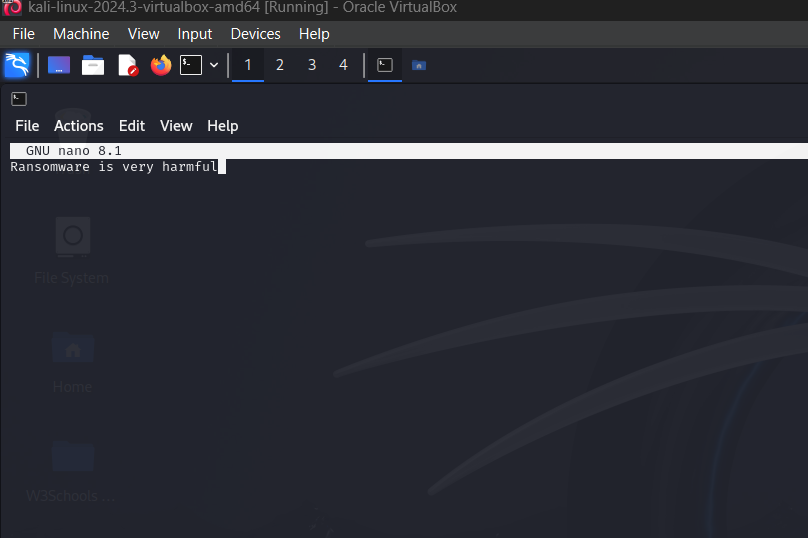 kali-linux-2024.3-virtualbox-amd64 [Running] - Oracle VirtualBox
File Machine View Input Devices Help
1 2 3 4
File Actions Edit View Help
GNU nano 8.1
Ransomware is very harmful
File System
Home
W3Schools ...